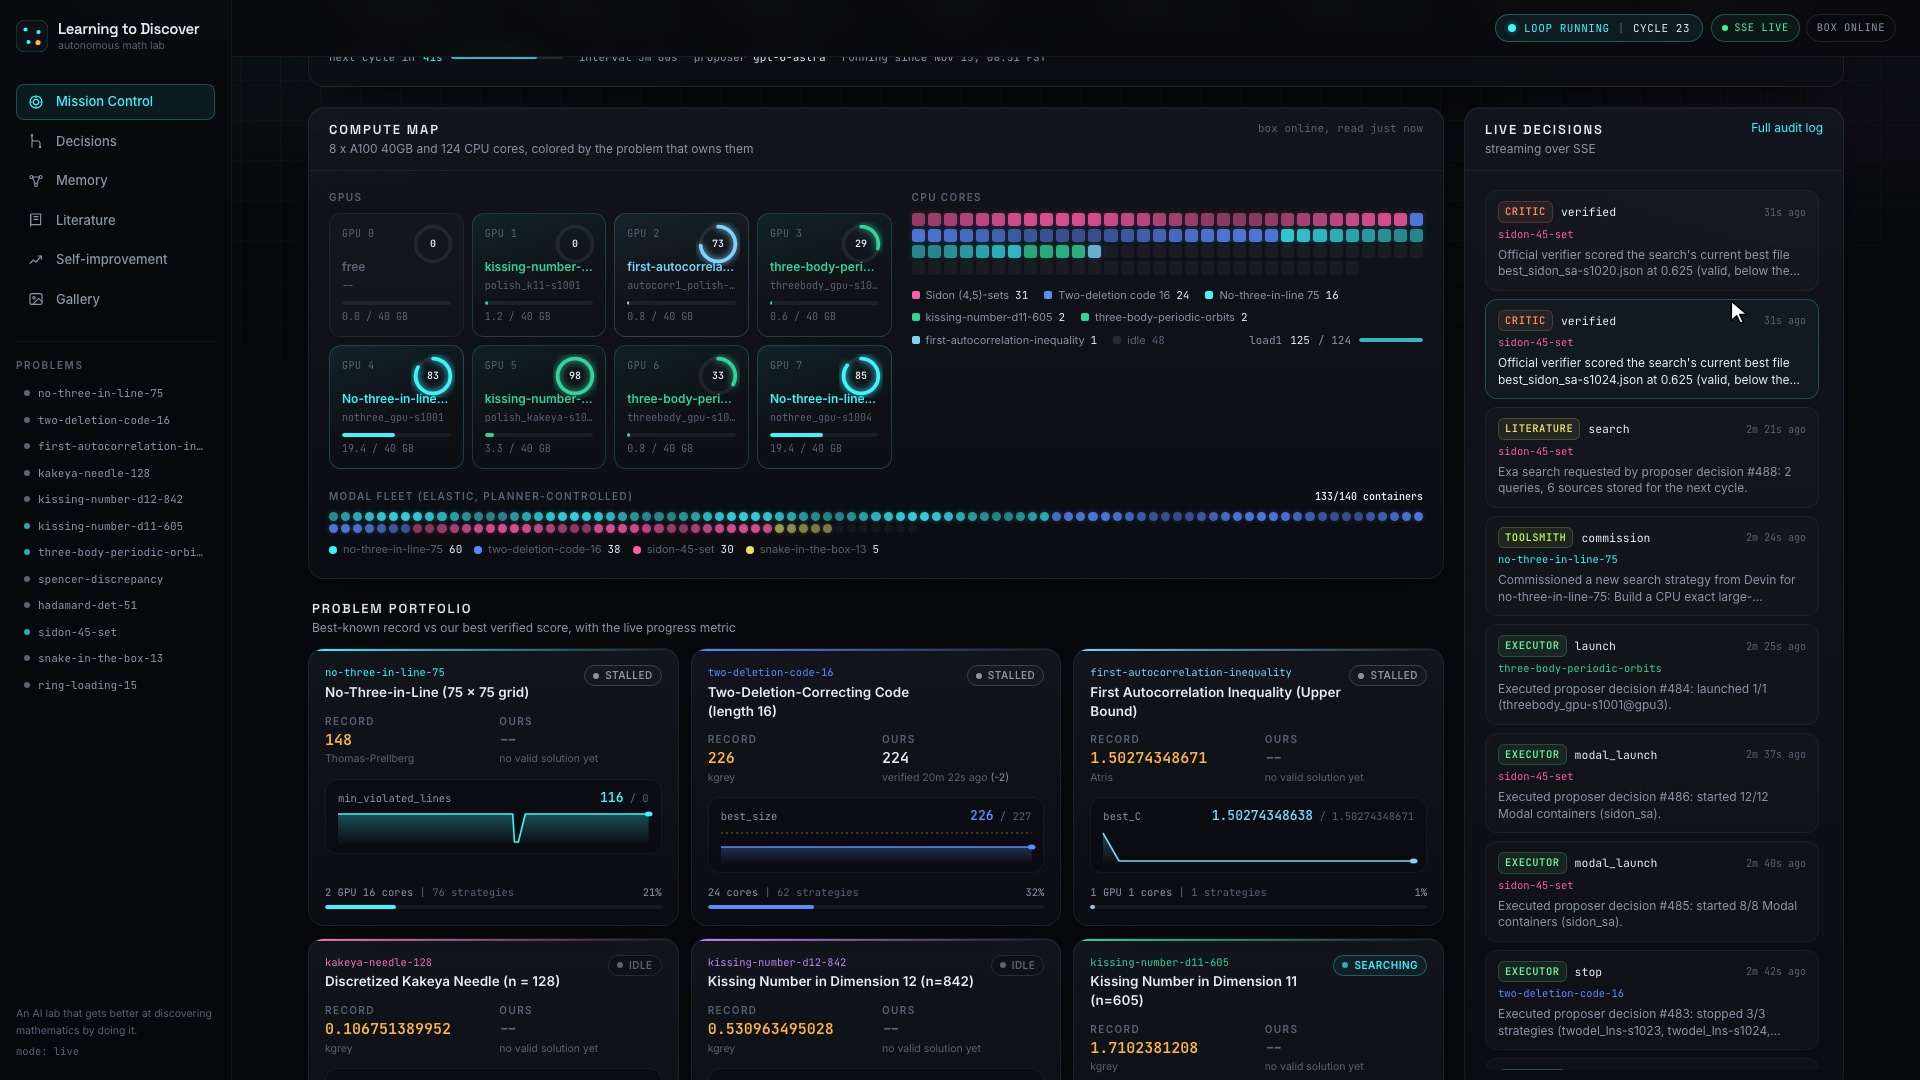 Learning to Discover
autonomous math lab
Mission Control
Decisions
Memory
Literature
Self-improvement
Gallery
PROBLEMS
no-three-in-line-75
two-deletion-code-16
first-autocorrelation-in…
kakeya-needle-128
kissing-number-d12-842
kissing-number-d11-605
three-body-periodic-orbi…
spencer-discrepancy
hadamard-det-51
sidon-45-set
snake-in-the-box-13
ring-loading-15
An AI lab that gets better at discovering
mathematics by doing it.
mode: live
LOOP RUNNING | CYCLE 23
SSE LIVE
BOX ONLINE
next cycle in 41s interval 3m 00s proposer gpt-6-astra running since Nov 15, 08:51 PST
COMPUTE MAP
box online, read just now
8 x A100 40GB and 124 CPU cores, colored by the problem that owns them
GPUS
GPU 0
0
free
--
0.0 / 40 GB
GPU 1
0
kissing-number-…
polish_k11-s1001
1.2 / 40 GB
GPU 2
73
first-autocorrela…
autocorr1_polish-…
0.8 / 40 GB
GPU 3
29
three-body-peri…
threebody_gpu-s10…
0.6 / 40 GB
GPU 4
83
No-three-in-line…
nothree_gpu-s1001
19.4 / 40 GB
GPU 5
98
kissing-number-…
polish_kakeya-s10…
3.3 / 40 GB
GPU 6
33
three-body-peri…
threebody_gpu-s10…
0.8 / 40 GB
GPU 7
85
No-three-in-line…
nothree_gpu-s1004
19.4 / 40 GB
CPU CORES
Sidon (4,5)-sets 31 Two-deletion code 16 24 No-three-in-line 75 16
kissing-number-d11-605 2 three-body-periodic-orbits 2
first-autocorrelation-inequality 1 idle 48 load1 125 / 124
MODAL FLEET (ELASTIC, PLANNER-CONTROLLED)
133/140 containers
no-three-in-line-75 60 two-deletion-code-16 38 sidon-45-set 30 snake-in-the-box-13 5
PROBLEM PORTFOLIO
Best-known record vs our best verified score, with the live progress metric
no-three-in-line-75
STALLED
No-Three-in-Line (75 × 75 grid)
RECORD OURS
148 --
Thomas-Prellberg no valid solution yet
min_violated_lines 116 / 0
2 GPU 16 cores | 76 strategies 21%
two-deletion-code-16
STALLED
Two-Deletion-Correcting Code
(length 16)
RECORD OURS
226 224
kgrey verified 20m 22s ago (-2)
best_size 226 / 227
24 cores | 62 strategies 32%
first-autocorrelation-inequality
STALLED
First Autocorrelation Inequality (Upper
Bound)
RECORD OURS
1.50274348671 --
Atris no valid solution yet
best_C 1.50274348638 / 1.50274348671
1 GPU 1 cores | 1 strategies 1%
kakeya-needle-128
IDLE
Discretized Kakeya Needle (n = 128)
RECORD OURS
0.106751389952 --
kgrey no valid solution yet
kissing-number-d12-842
IDLE
Kissing Number in Dimension 12 (n=842)
RECORD OURS
0.530963495028 --
kgrey no valid solution yet
kissing-number-d11-605
SEARCHING
Kissing Number in Dimension 11
(n=605)
RECORD OURS
1.7102381208 --
kgrey no valid solution yet
LIVE DECISIONS
Full audit log
streaming over SSE
CRITIC verified 31s ago
sidon-45-set
Official verifier scored the search's current best file
best_sidon_sa-s1020.json at 0.625 (valid, below the…
CRITIC verified 31s ago
sidon-45-set
Official verifier scored the search's current best file
best_sidon_sa-s1024.json at 0.625 (valid, below the…
LITERATURE search 2m 21s ago
sidon-45-set
Exa search requested by proposer decision #488: 2
queries, 6 sources stored for the next cycle.
TOOLSMITH commission 2m 24s ago
no-three-in-line-75
Commissioned a new search strategy from Devin for
no-three-in-line-75: Build a CPU exact large-…
EXECUTOR launch 2m 25s ago
three-body-periodic-orbits
Executed proposer decision #484: launched 1/1
(threebody_gpu-s1001@gpu3).
EXECUTOR modal_launch 2m 37s ago
sidon-45-set
Executed proposer decision #486: started 12/12
Modal containers (sidon_sa).
EXECUTOR modal_launch 2m 40s ago
sidon-45-set
Executed proposer decision #485: started 8/8 Modal
containers (sidon_sa).
EXECUTOR stop 2m 42s ago
two-deletion-code-16
Executed proposer decision #483: stopped 3/3
strategies (twodel_lns-s1023, twodel_lns-s1024,…